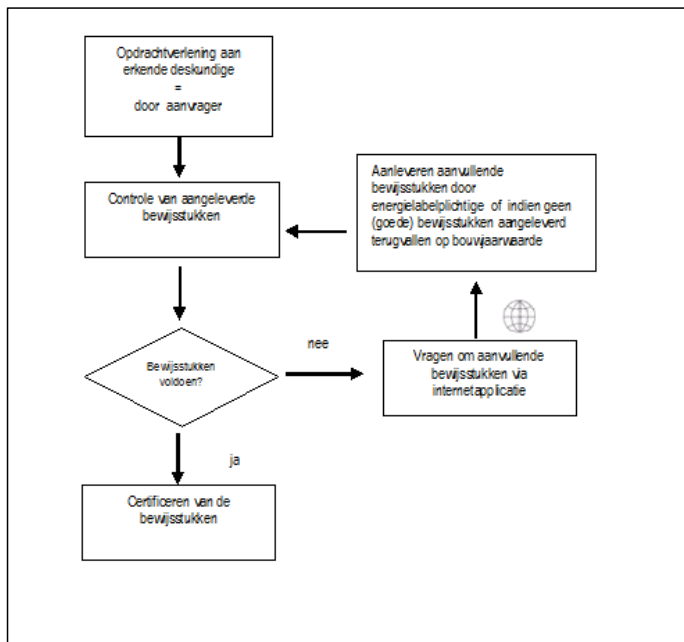 Opdrachtverlening aan
erkende deskundige
=
door aanvrager
Controle van aangeleverde
bewijsstukken
Aanleveren aanvullende
bewijsstukken door
energielabelplichtige of indien geen
(goede) bewijsstukken aangeleverd
terugvallen op bouwjaarwaarde
Bewijsstukken
voldoen?
nee
Vragen om aanvullende
bewijsstukken via
internetapplicatie
ja
Certificeren van de
bewijsstukken